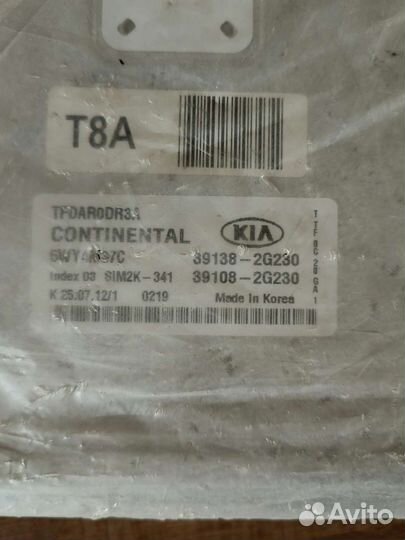 T8A
TFDAR0DR3A
CONTINENTAL KIA
39138-2G230
Index 03 SIM2K-341 39108-2G230
K 25.07.12/1 0219 Made in Korea
Avito